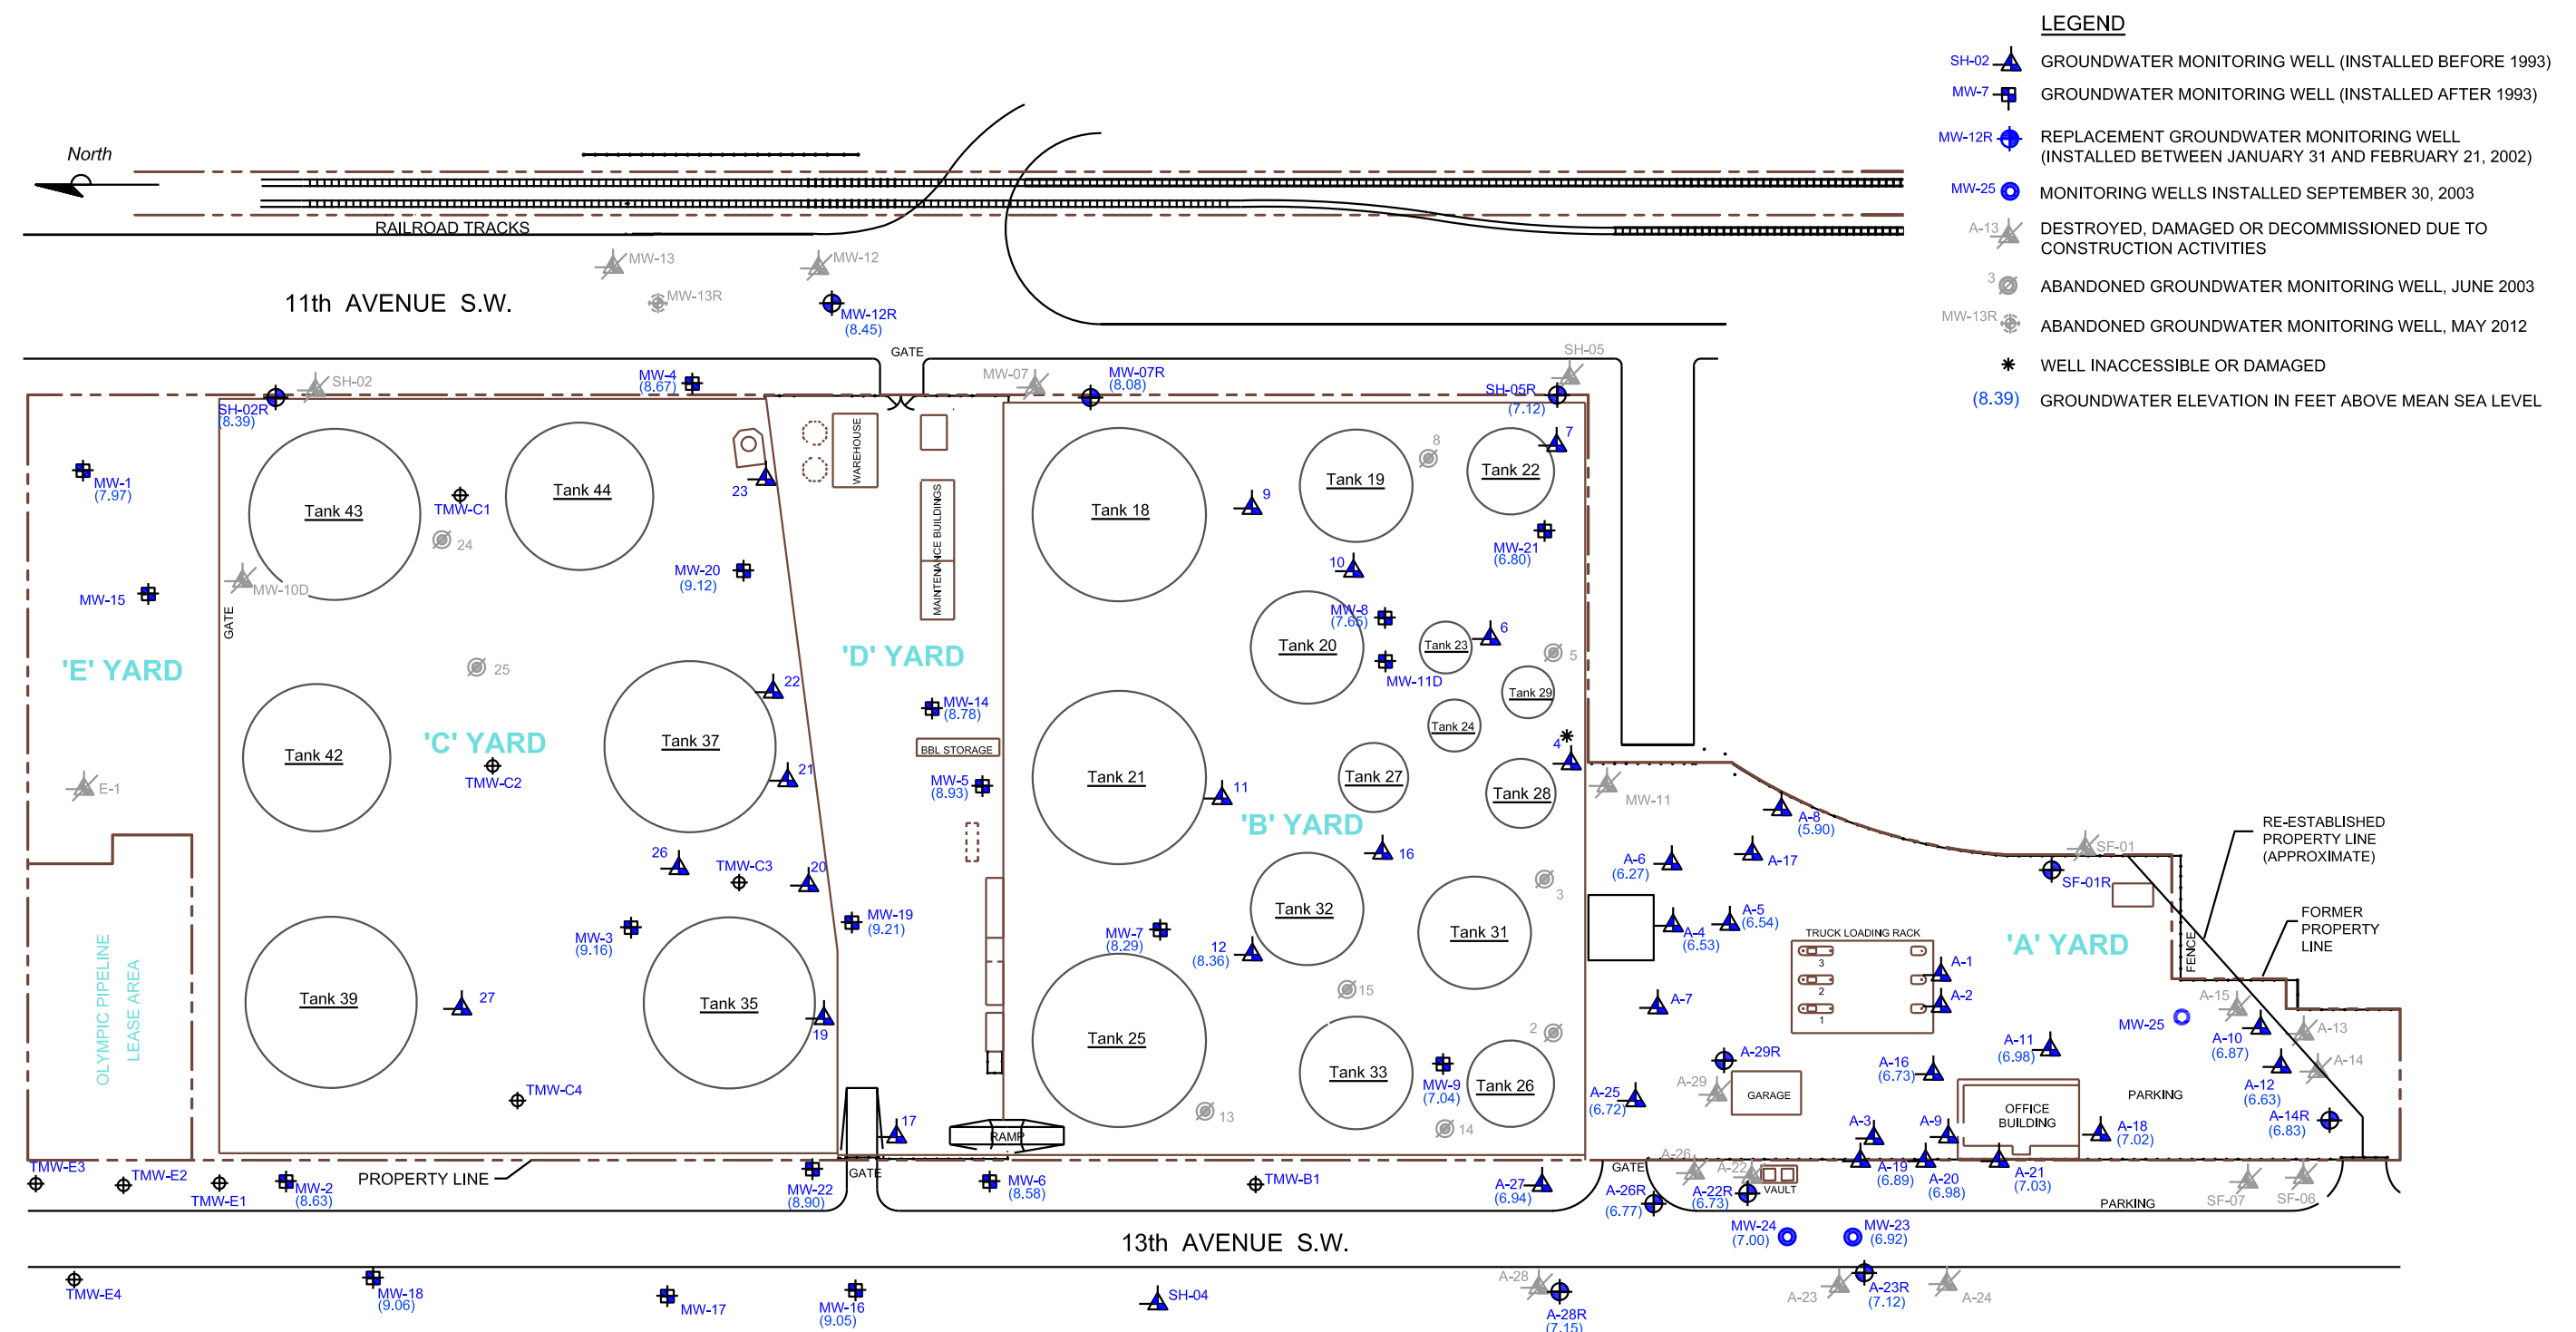 LEGEND
SH-02 GROUNDWATER MONITORING WELL (INSTALLED BEFORE 1993)
MW-7 GROUNDWATER MONITORING WELL (INSTALLED AFTER 1993)
MW-12R REPLACEMENT GROUNDWATER MONITORING WELL
(INSTALLED BETWEEN JANUARY 31 AND FEBRUARY 21, 2002)
MW-25 MONITORING WELLS INSTALLED SEPTEMBER 30, 2003
A-13 DESTROYED, DAMAGED OR DECOMMISSIONED DUE TO
CONSTRUCTION ACTIVITIES
3 ABANDONED GROUNDWATER MONITORING WELL, JUNE 2003
MW-13R ABANDONED GROUNDWATER MONITORING WELL, MAY 2012
* WELL INACCESSIBLE OR DAMAGED
(8.39) GROUNDWATER ELEVATION IN FEET ABOVE MEAN SEA LEVEL
North
RAILROAD TRACKS
MW-13
MW-12
MW-13R
11th AVENUE S.W.
MW-12R
(8.45)
GATE
SH-02
SH-02R
(8.39)
MW-4
(8.67)
MW-07
MW-07R
(8.08)
SH-05
SH-05R
(7.12)
MW-1
(7.97)
MW-15
'E' YARD
E-1
OLYMPIC PIPELINE
LEASE AREA
GATE
Tank 43
Tank 44
TMW-C1
24
MW-10D
23
MW-20
(9.12)
25
22
Tank 42
'C' YARD
TMW-C2
Tank 37
21
26
TMW-C3
20
MW-3
(9.16)
Tank 39
27
Tank 35
19
TMW-C4
WAREHOUSE
MAINTENANCE BUILDINGS
'D' YARD
MW-14
(8.78)
BBL STORAGE
MW-5
(8.93)
MW-19
(9.21)
17
RAMP
GATE
Tank 18
9
Tank 19
8
Tank 22
7
10
MW-21
(6.80)
MW-8
(7.65)
Tank 20
MW-11D
Tank 23
6
5
Tank 29
Tank 24
4
Tank 21
11
Tank 27
Tank 28
'B' YARD
16
3
MW-7
(8.29)
12
(8.36)
Tank 32
Tank 31
15
2
Tank 25
13
Tank 33
MW-9
(7.04)
14
Tank 26
MW-11
A-8
(5.90)
A-6
(6.27)
A-17
A-4
(6.53)
A-5
(6.54)
A-7
TRUCK LOADING RACK
3
2
1
A-1
A-2
'A' YARD
SF-01
SF-01R
RE-ESTABLISHED
PROPERTY LINE
(APPROXIMATE)
FORMER
PROPERTY
LINE
FENCE
A-15
MW-25
A-10
(6.87)
A-13
A-14
A-12
(6.63)
A-14R
(6.83)
A-11
(6.98)
A-16
(6.73)
A-29R
A-29
GARAGE
A-25
(6.72)
OFFICE
BUILDING
PARKING
A-18
(7.02)
A-3
A-9
A-19
(6.89)
A-20
(6.98)
A-21
(7.03)
GATE
A-26
A-22
VAULT
A-26R
(6.77)
A-22R
(6.73)
SF-07
SF-06
PARKING
TMW-E3
TMW-E2
TMW-E1
MW-2
(8.63)
PROPERTY LINE
MW-22
(8.90)
MW-6
(8.58)
TMW-B1
A-27
(6.94)
MW-24
(7.00)
MW-23
(6.92)
13th AVENUE S.W.
TMW-E4
MW-18
(9.06)
MW-17
MW-16
(9.05)
SH-04
A-28
A-28R
(7.15)
A-23
A-23R
(7.12)
A-24